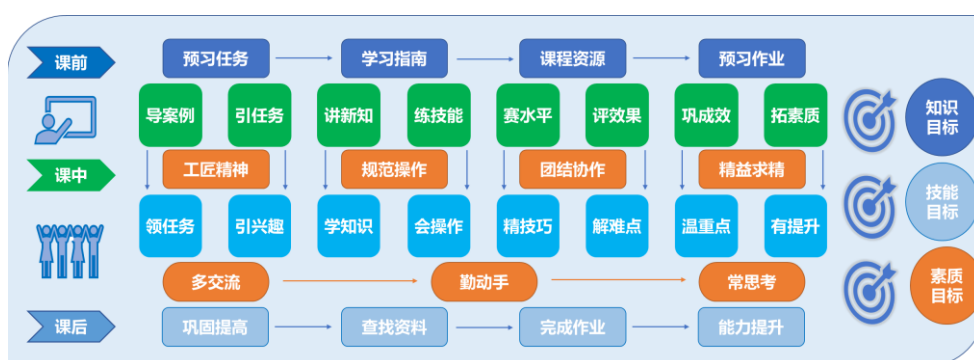 课前
预习任务
学习指南
课程资源
预习作业
导案例
引任务
讲新知
练技能
赛水平
评效果
巩成效
拓素质
知识
目标
课中
工匠精神
规范操作
团结协作
精益求精
技能
目标
领任务
引兴趣
学知识
会操作
精技巧
解难点
温重点
有提升
多交流
勤动手
常思考
素质
目标
课后
巩固提高
查找资料
完成作业
能力提升